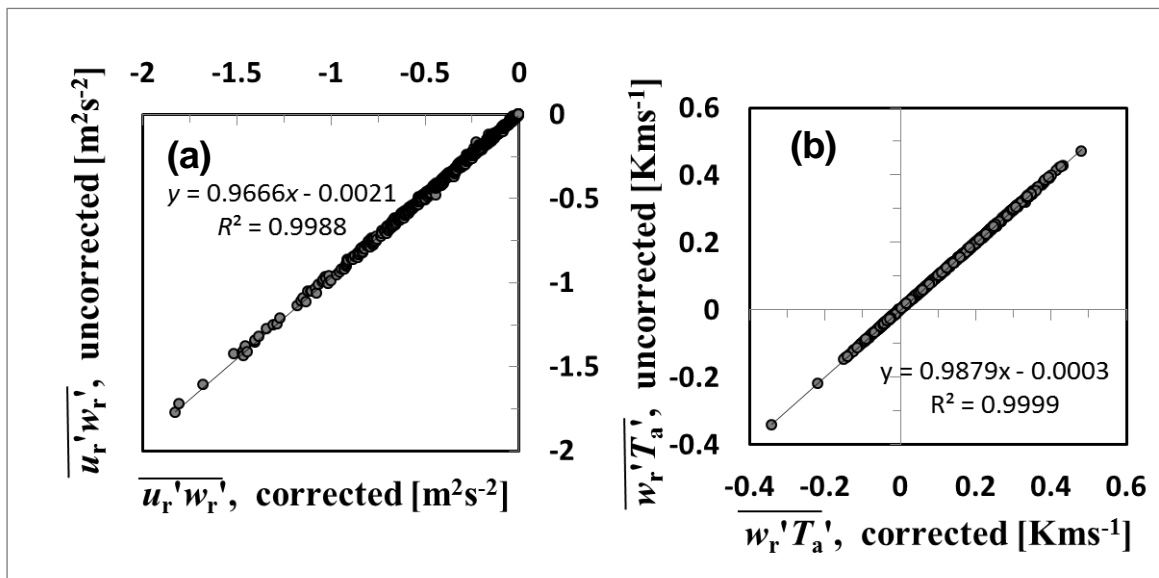 -2 -1.5 -1 -0.5 0
u_r'w_r', uncorrected [m²s⁻²]
(a)
y = 0.9666x - 0.0021
R² = 0.9988
0
-0.5
-1
-1.5
-2
u_r'w_r', corrected [m²s⁻²]
w_r'T_a', uncorrected [Kms⁻¹]
0.6
0.4
0.2
0
-0.2
-0.4
(b)
y = 0.9879x - 0.0003
R² = 0.9999
-0.4 -0.2 0 0.2 0.4 0.6
w_r'T_a', corrected [Kms⁻¹]